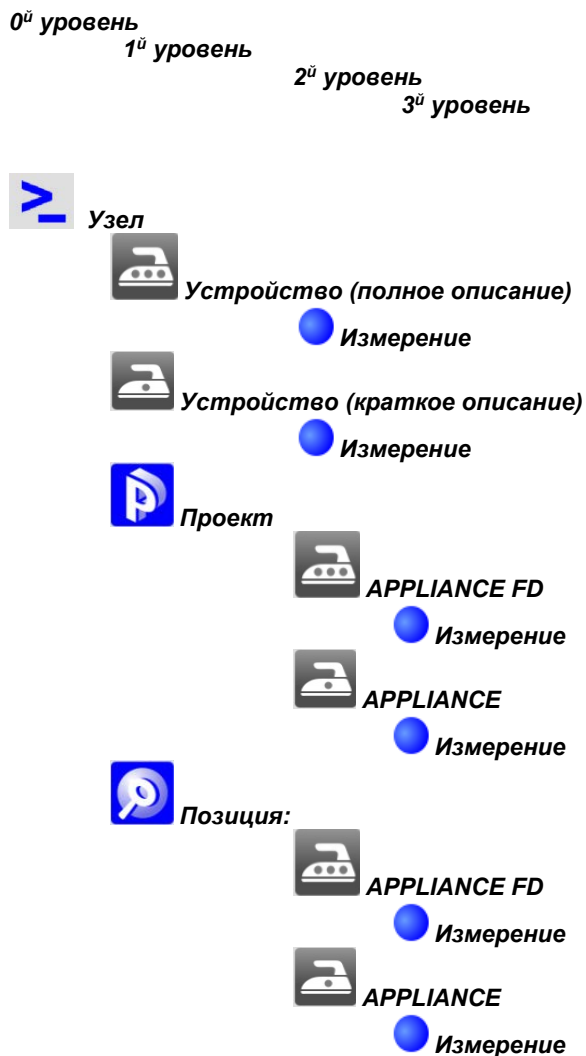 0й уровень
1й уровень
2й уровень
3й уровень
Узел
Устройство (полное описание)
Измерение
Устройство (краткое описание)
Измерение
Проект
APPLIANCE FD
Измерение
APPLIANCE
Измерение
Позиция:
APPLIANCE FD
Измерение
APPLIANCE
Измерение